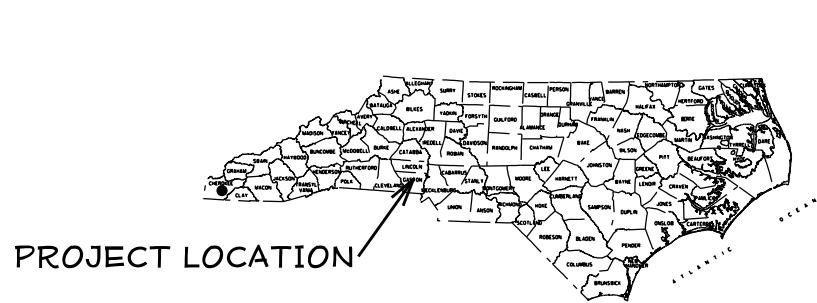 ALLEGHANY
ASHE
SURRY
STOKES
ROCKINGHAM
CASWELL
PERSON
GRANVILLE
VANCE
WARREN
NORTHAMPTON
GATES
HERTFORD
HALIFAX
WATAUGA
WILKES
YADKIN
FORSYTH
GUILFORD
ORANGE
ALAMANCE
DURHAM
FRANKLIN
BERTIE
AVERY
MITCHELL
CALDWELL
ALEXANDER
DAVIE
NASH
EDGECOMBE
MARTIN
WASHINGTON
TYRRELL
DARE
MADISON
YANCEY
IREDELL
DAVIDSON
RANDOLPH
CHATHAM
WAKE
WILSON
PITT
BEAUFORT
HAYWOOD
BUNCOMBE
McDOWELL
BURKE
CATAWBA
ROWAN
SWAIN
GRAHAM
RUTHERFORD
LINCOLN
CABARRUS
MOORE
LEE
JOHNSTON
GREENE
CHEROKEE
JACKSON
HENDERSON
POLK
CLEVELAND
GASTON
STANLY
MONTGOMERY
HARNETT
WAYNE
LENOIR
CRAVEN
MACON
CLAY
TRANSYL
VANIA
MECKLENBURG
CUMBERLAND
SAMPSON
JONES
PAMLICO
UNION
ANSON
RICHMOND
HOKE
DUPLIN
ONSLOW
CARTERET
SCOTLAND
ROBESON
BLADEN
PENDER
COLUMBUS
NEW
HANOVER
BRUNSWICK
ATLANTIC OCEAN
PROJECT LOCATION